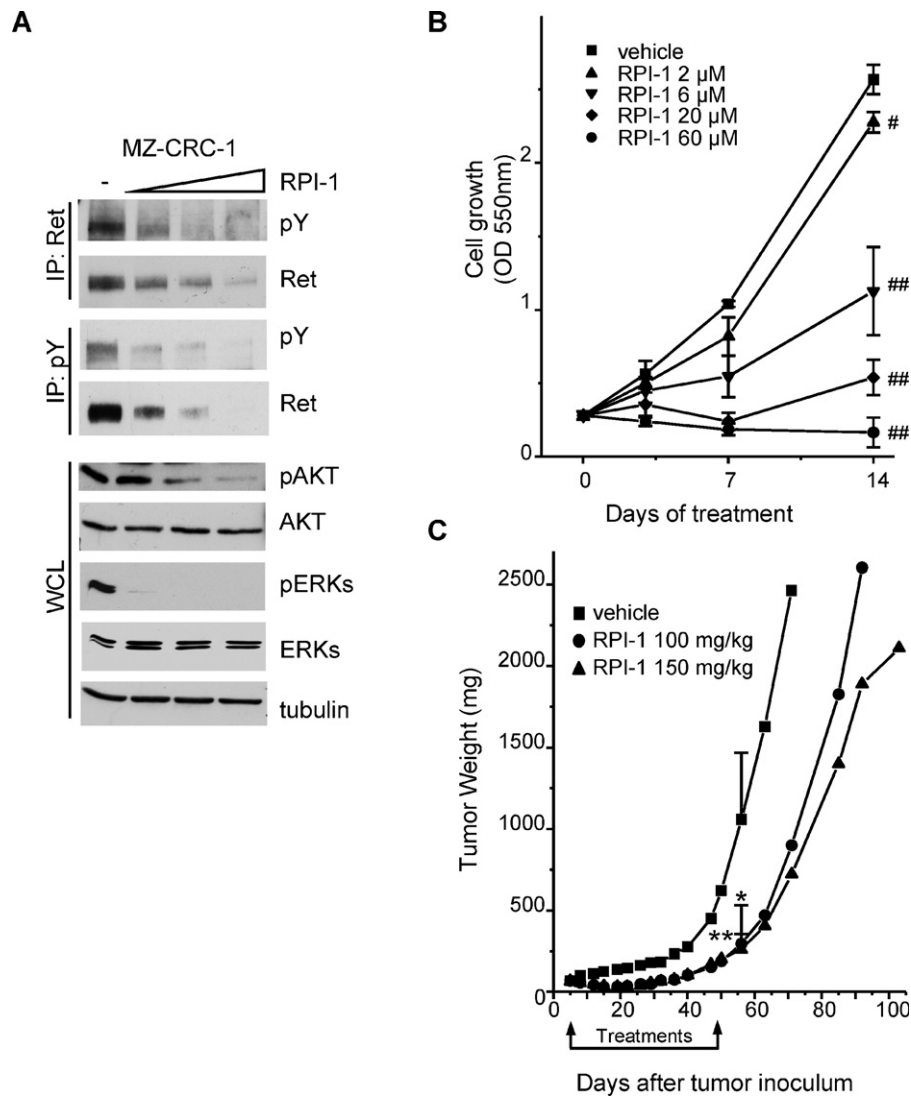 A
MZ-CRC-1
-
RPI-1
IP: Ret
pY
Ret
IP: pY
pY
Ret
WCL
pAKT
AKT
pERKs
ERKs
tubulin
B
vehicle
RPI-1 2 µM
RPI-1 6 µM
RPI-1 20 µM
RPI-1 60 µM
Cell growth
(OD 550nm)
2
1
0
#
##
##
##
0 7 14
Days of treatment
C
vehicle
RPI-1 100 mg/kg
RPI-1 150 mg/kg
Tumor Weight (mg)
2500
2000
1500
1000
500
0
*
**
0 20 40 60 80 100
Treatments
Days after tumor inoculum